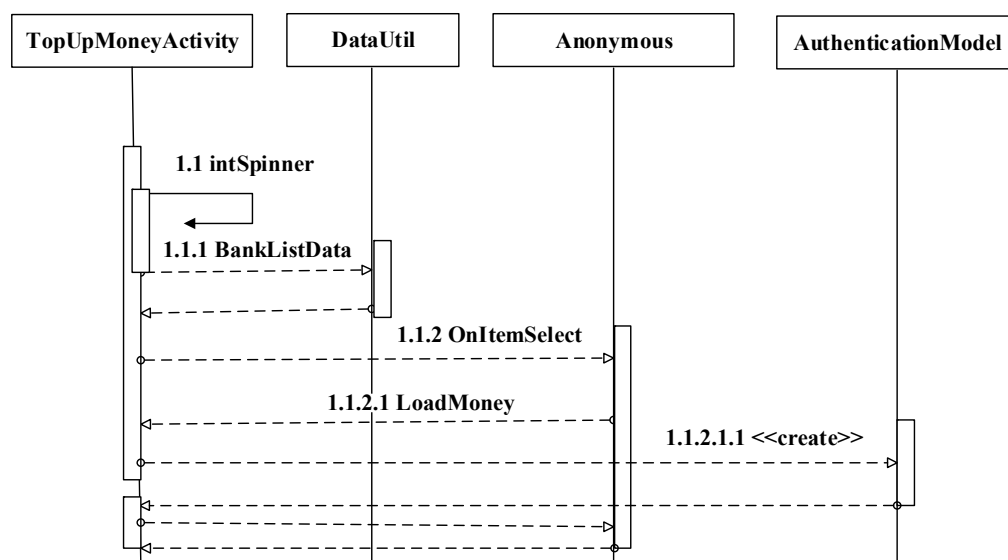 TopUpMoneyActivity
DataUtil
Anonymous
AuthenticationModel
1.1 intSpinner
1.1.1 BankListData
1.1.2 OnItemSelect
1.1.2.1 LoadMoney
1.1.2.1.1 <<create>>